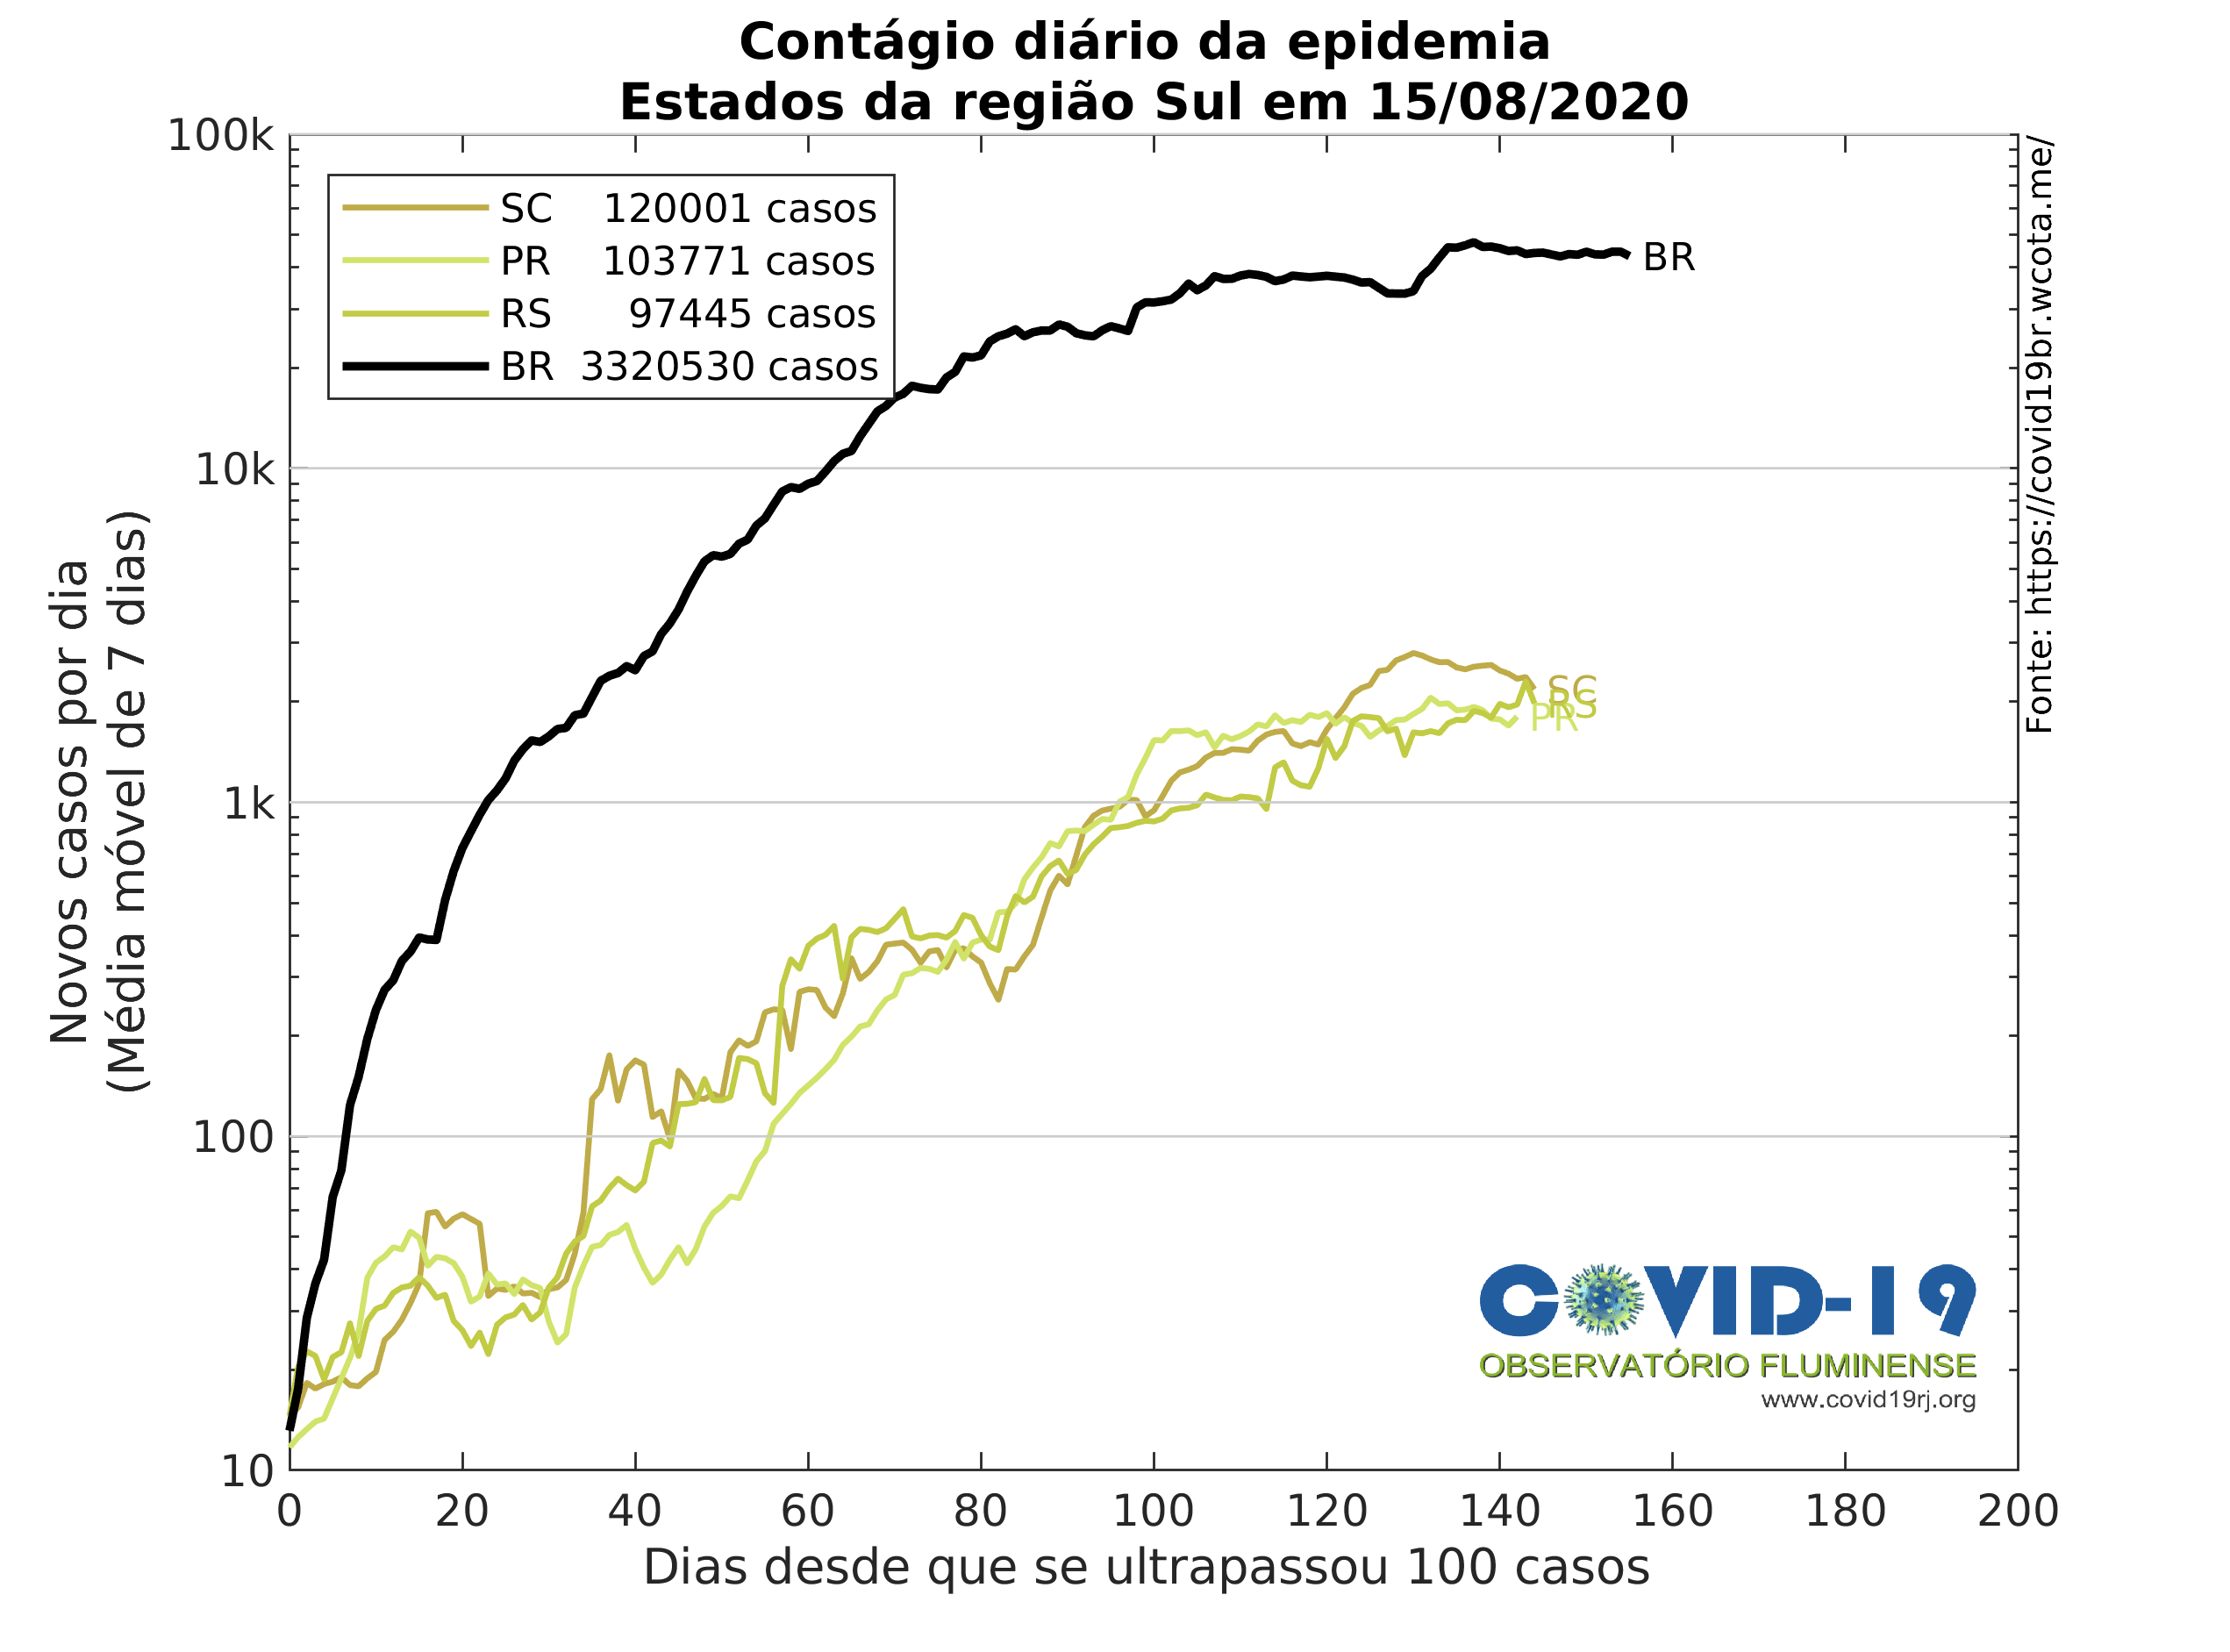 Contágio diário da epidemia
Estados da região Sul em 15/08/2020
100k
10k
1k
100
10
Novos casos por dia
(Média móvel de 7 dias)
SC 120001 casos
PR 103771 casos
RS 97445 casos
BR 3320530 casos
BR
SC
RS
PR
Fonte: https://covid19br.wcota.me/
COVID-19
OBSERVATÓRIO FLUMINENSE
www.covid19rj.org
0 20 40 60 80 100 120 140 160 180 200
Dias desde que se ultrapassou 100 casos